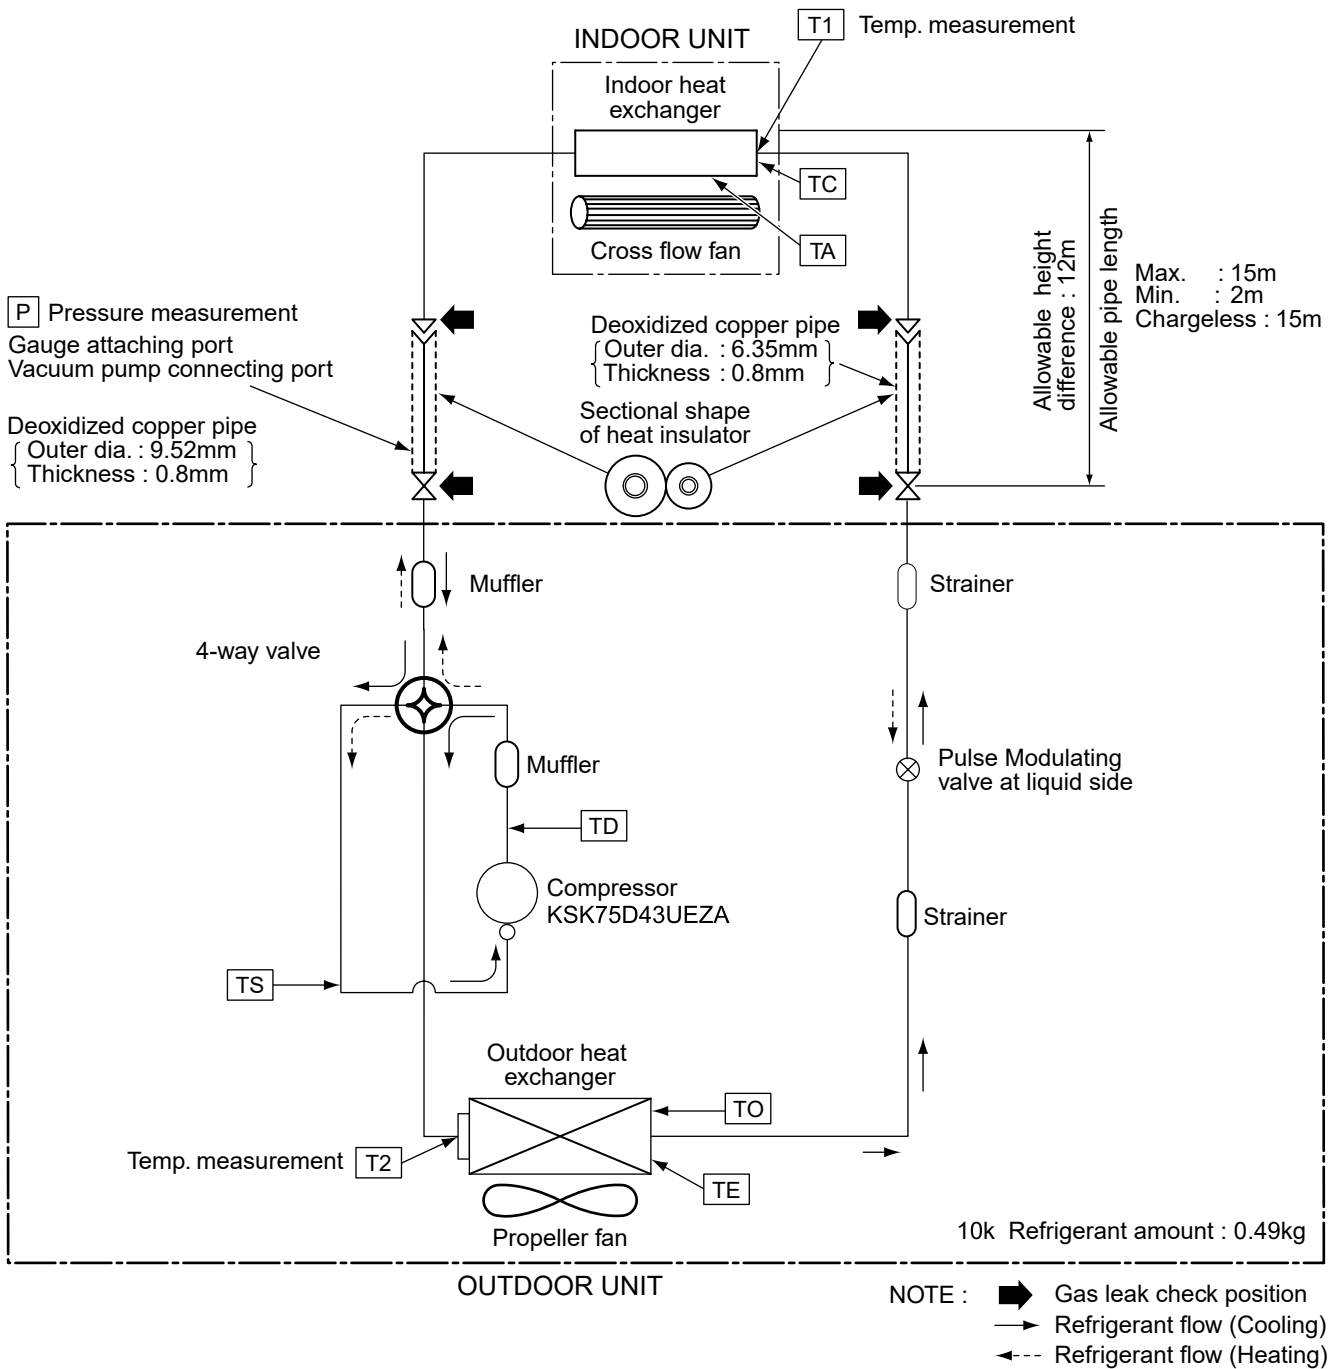 T1 Temp. measurement
INDOOR UNIT
Indoor heat
exchanger
TC
Cross flow fan
TA
Allowable height
difference : 12m
Allowable pipe length
Max. : 15m
Min. : 2m
Chargeless : 15m
P Pressure measurement
Gauge attaching port
Vacuum pump connecting port
Deoxidized copper pipe
Outer dia. : 9.52mm
Thickness : 0.8mm
Deoxidized copper pipe
Outer dia. : 6.35mm
Thickness : 0.8mm
Sectional shape
of heat insulator
Muffler
Strainer
4-way valve
Muffler
Pulse Modulating
valve at liquid side
TD
Compressor
KSK75D43UEZA
Strainer
TS
Outdoor heat
exchanger
TO
Temp. measurement T2
TE
Propeller fan
10k Refrigerant amount : 0.49kg
OUTDOOR UNIT
NOTE : Gas leak check position
Refrigerant flow (Cooling)
Refrigerant flow (Heating)